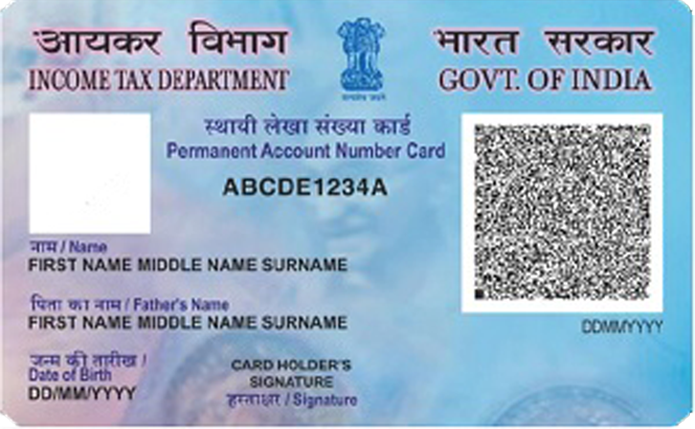 आयकर विभाग
INCOME TAX DEPARTMENT
सत्यमेव जयते
भारत सरकार
GOVT. OF INDIA
स्थायी लेखा संख्या कार्ड
Permanent Account Number Card
ABCDE1234A
नाम / Name
FIRST NAME MIDDLE NAME SURNAME
पिता का नाम / Father's Name
FIRST NAME MIDDLE NAME SURNAME
DDMMYYYY
जन्म की तारीख /
Date of Birth
DD/MM/YYYY
CARD HOLDER'S
SIGNATURE
हस्ताक्षर / Signature